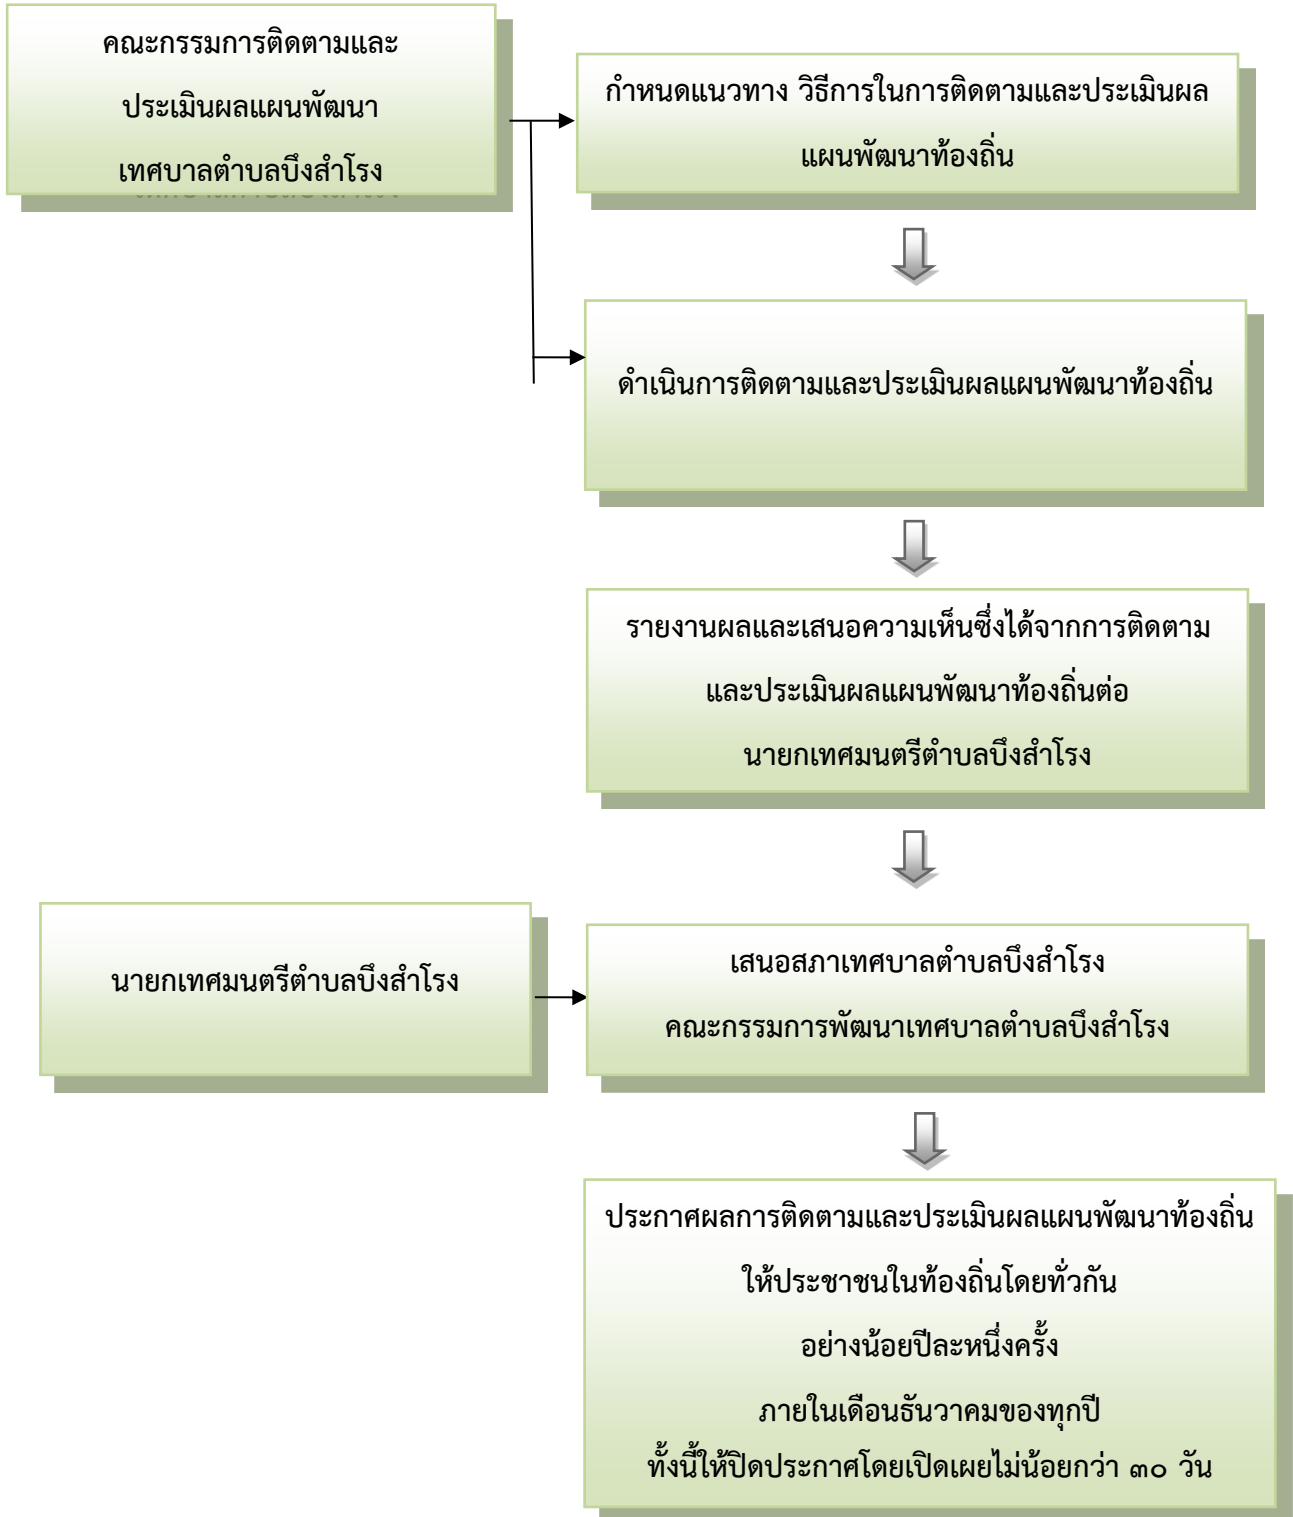 คณะกรรมการติดตามและ
ประเมินผลแผนพัฒนา
เทศบาลตำบลบึงสำโรง
กำหนดแนวทาง วิธีการในการติดตามและประเมินผล
แผนพัฒนาท้องถิ่น
ดำเนินการติดตามและประเมินผลแผนพัฒนาท้องถิ่น
รายงานผลและเสนอความเห็นซึ่งได้จากการติดตาม
และประเมินผลแผนพัฒนาท้องถิ่นต่อ
นายกเทศมนตรีตำบลบึงสำโรง
นายกเทศมนตรีตำบลบึงสำโรง
เสนอสภาเทศบาลตำบลบึงสำโรง
คณะกรรมการพัฒนาเทศบาลตำบลบึงสำโรง
ประกาศผลการติดตามและประเมินผลแผนพัฒนาท้องถิ่น
ให้ประชาชนในท้องถิ่นโดยทั่วกัน
อย่างน้อยปีละหนึ่งครั้ง
ภายในเดือนธันวาคมของทุกปี
ทั้งนี้ให้ปิดประกาศโดยเปิดเผยไม่น้อยกว่า ๓๐ วัน